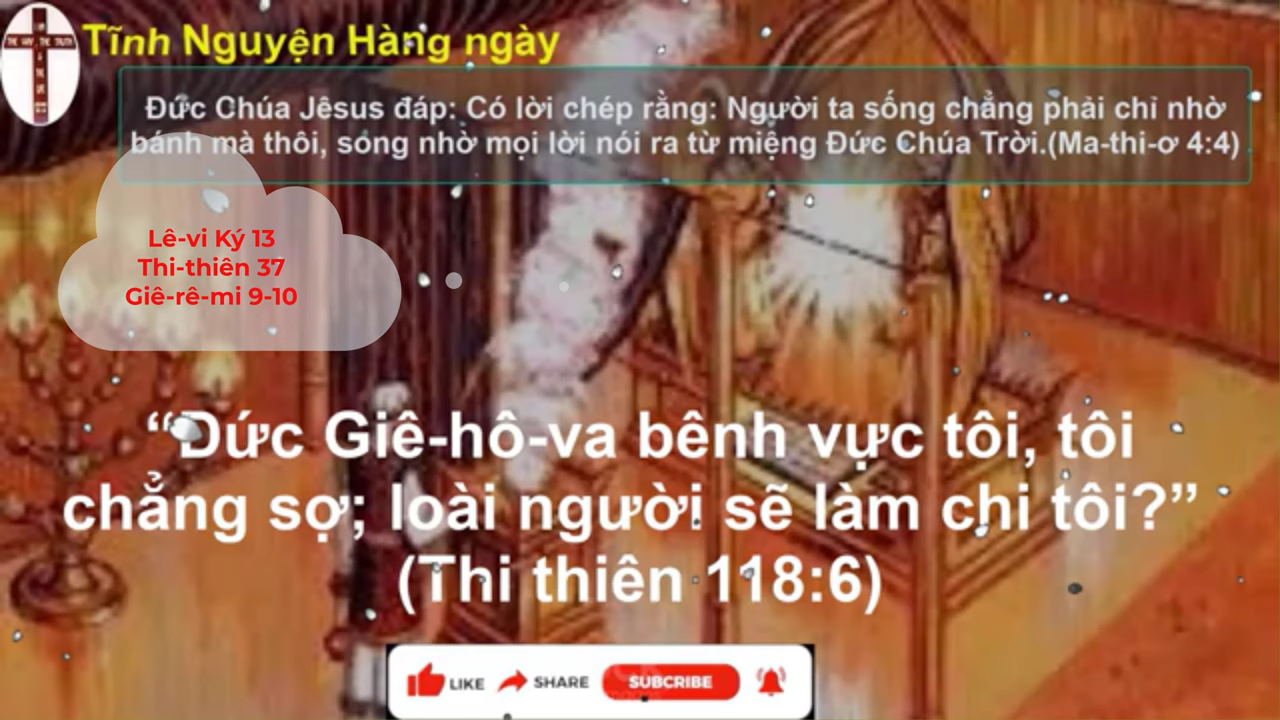 Tĩnh Nguyện Hàng ngày
Đức Chúa Jêsus đáp: Có lời chép rằng: Người ta sống chẳng phải chỉ nhờ
bánh mà thôi, sóng nhờ mọi lời nói ra từ miệng Đức Chúa Trời.(Ma-thi-ơ 4:4)
Lê-vi Ký 13
Thi-thiên 37
Giê-rê-mi 9-10
“Đức Giê-hô-va bênh vực tôi, tôi
chẳng sợ; loài người sẽ làm chi tôi?”
(Thi thiên 118:6)
LIKE SHARE SUBCRIBE